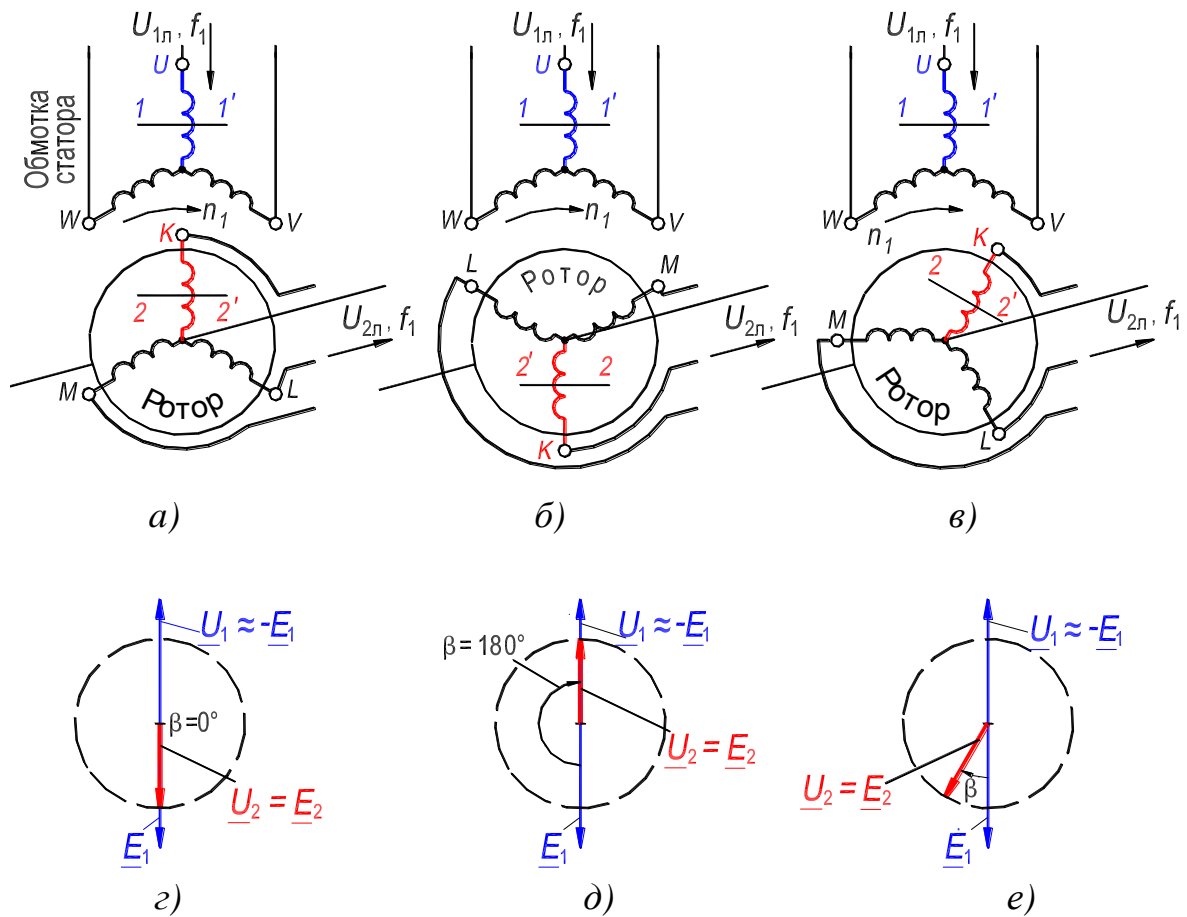 U1л , f1 U1л , f1 U1л , f1
U U U
1 1′ 1 1′ 1 1′
Обмотка
статора
W n1 V W n1 V W n1 V
K L Ротор M K
2 2′ U2л, f1 2′ 2 U2л, f1 2 2′ U2л, f1
M Ротор L K M Ротор L
а) б) в)
U1 ≈ -E1 U1 ≈ -E1 U1 ≈ -E1
β=0° β = 180° β
U2 = E2 U2 = E2 U2 = E2
E1 E1 E1
г) д) е)